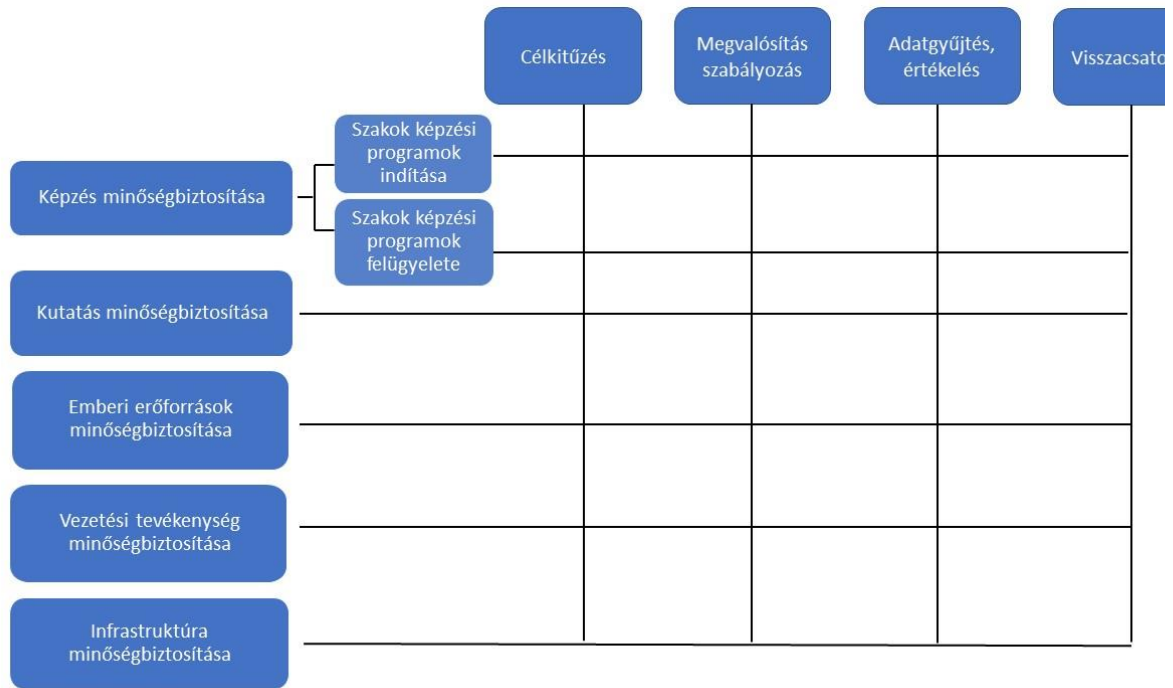 Célkitűzés
Megvalósítás
szabályozás
Adatgyűjtés,
értékelés
Visszacsato
Képzés minőségbiztosítása
Szakok képzési
programok
indítása
Szakok képzési
programok
felügyelete
Kutatás minőségbiztosítása
Emberi erőforrások
minőségbiztosítása
Vezetési tevékenység
minőségbiztosítása
Infrastruktúra
minőségbiztosítása